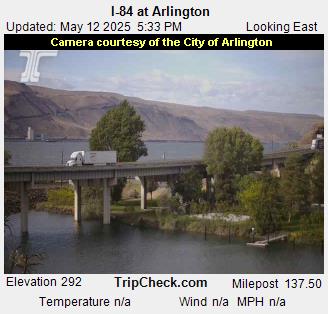 I-84 at Arlington
Updated: May 12 2025 5:33 PM Looking East
Camera courtesy of the City of Arlington
Elevation 292 TripCheck.com Milepost 137.50
Temperature n/a Wind n/a MPH n/a